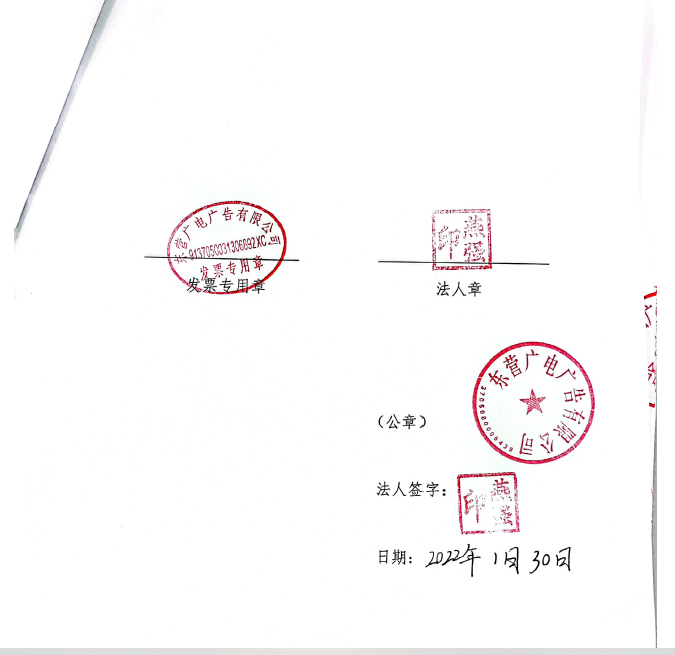 东营广电广告有限公司
发票专用章
发票专用章
燕强
印
法人章
东营广电广告有限公司
(公章)
法人签字:
燕强
印
日期: 2022年1月30日